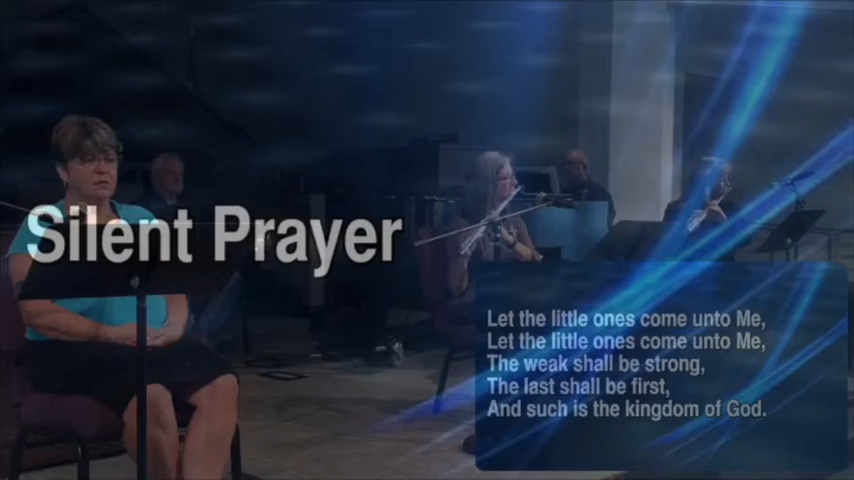 Silent Prayer
Let the little ones come unto Me,
Let the little ones come unto Me,
The weak shall be strong,
The last shall be first,
And such is the kingdom of God.